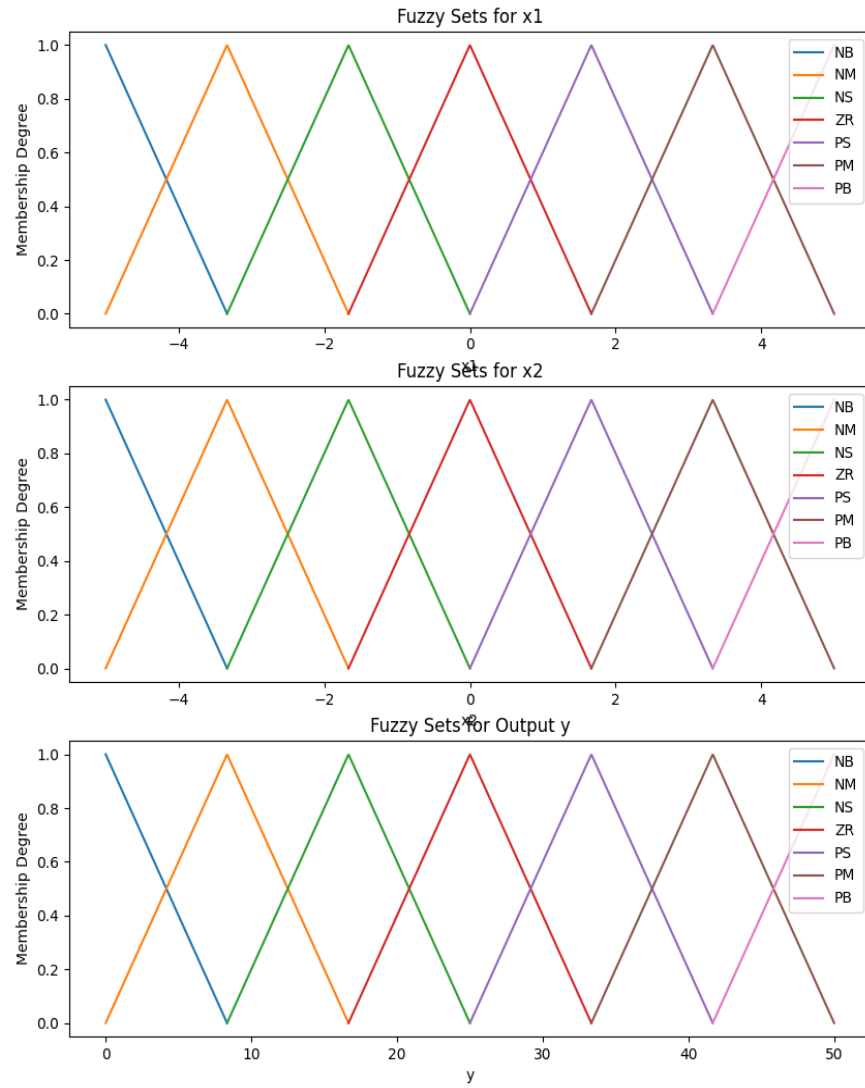 Fuzzy Sets for x1
1.0
0.8
0.6
0.4
0.2
0.0
Membership Degree
NB
NM
NS
ZR
PS
PM
PB
−4 −2 0 2 4
x1
Fuzzy Sets for x2
1.0
0.8
0.6
0.4
0.2
0.0
Membership Degree
NB
NM
NS
ZR
PS
PM
PB
−4 −2 0 2 4
x2
Fuzzy Sets for Output y
1.0
0.8
0.6
0.4
0.2
0.0
Membership Degree
NB
NM
NS
ZR
PS
PM
PB
0 10 20 30 40 50
y